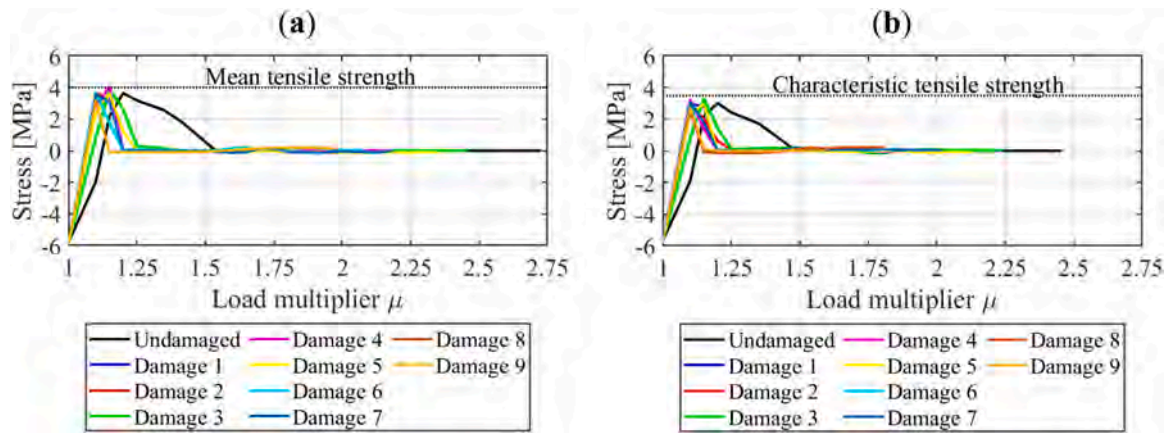 (a)
6
4
2
0
-2
-4
-6
Stress [MPa]
Mean tensile strength
1 1.25 1.5 1.75 2 2.25 2.5 2.75
Load multiplier μ
Undamaged Damage 4 Damage 8
Damage 1 Damage 5 Damage 9
Damage 2 Damage 6
Damage 3 Damage 7
(b)
6
4
2
0
-2
-4
-6
Stress [MPa]
Characteristic tensile strength
1 1.25 1.5 1.75 2 2.25 2.5 2.75
Load multiplier μ
Undamaged Damage 4 Damage 8
Damage 1 Damage 5 Damage 9
Damage 2 Damage 6
Damage 3 Damage 7